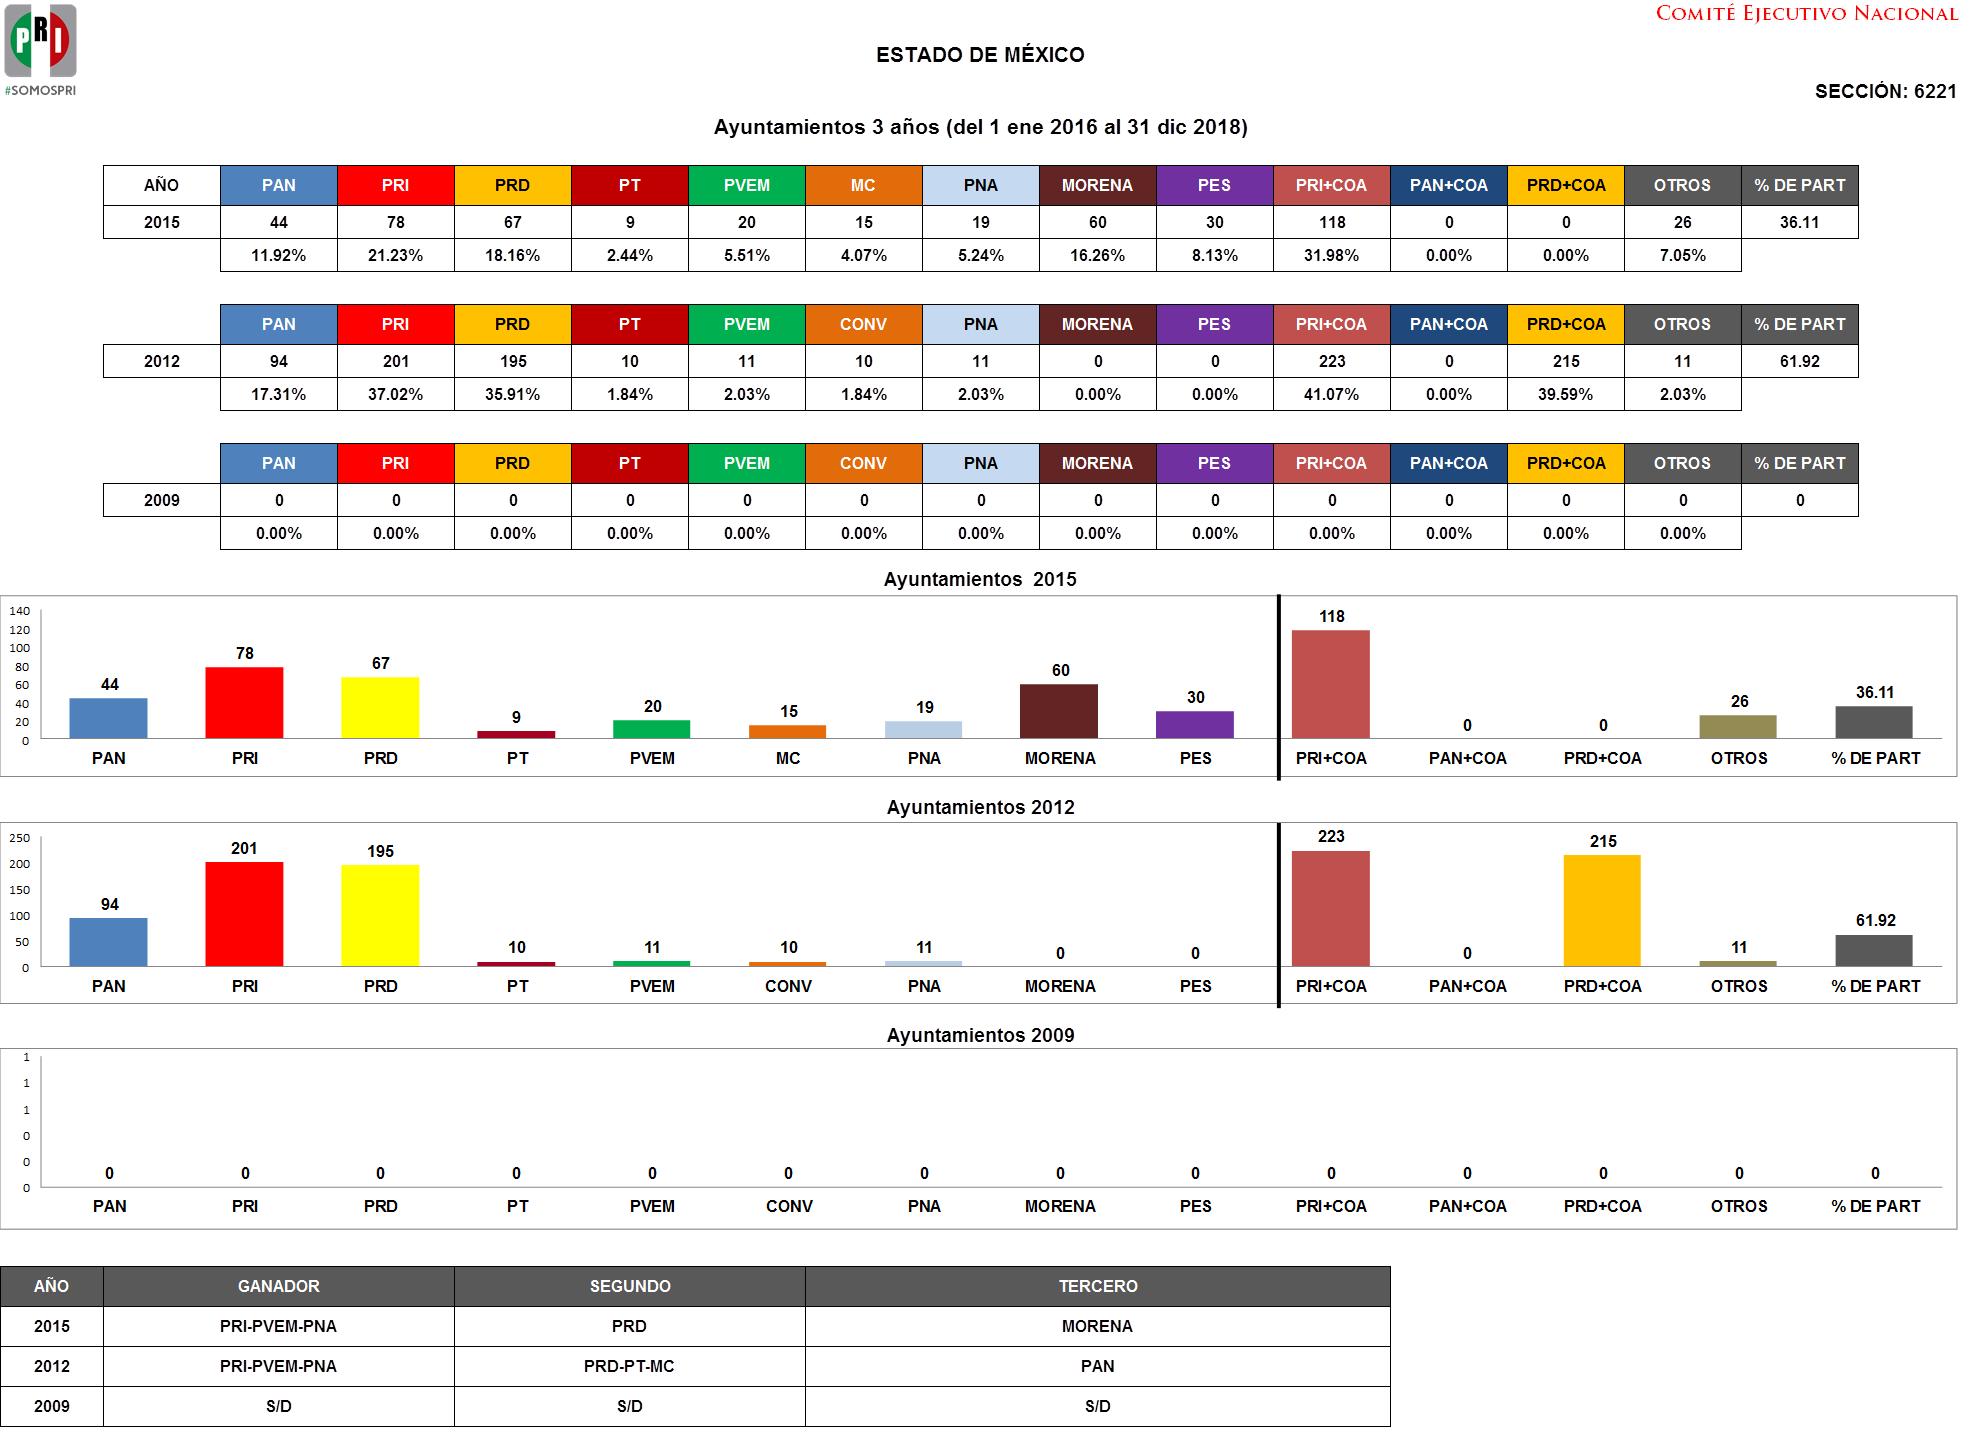 PRI
#SOMOSPRI
COMITÉ EJECUTIVO NACIONAL
ESTADO DE MÉXICO
SECCIÓN: 6221
Ayuntamientos 3 años (del 1 ene 2016 al 31 dic 2018)
AÑO PAN PRI PRD PT PVEM MC PNA MORENA PES PRI+COA PAN+COA PRD+COA OTROS % DE PART
2015 44 78 67 9 20 15 19 60 30 118 0 0 26 36.11
11.92% 21.23% 18.16% 2.44% 5.51% 4.07% 5.24% 16.26% 8.13% 31.98% 0.00% 0.00% 7.05%
PAN PRI PRD PT PVEM CONV PNA MORENA PES PRI+COA PAN+COA PRD+COA OTROS % DE PART
2012 94 201 195 10 11 10 11 0 0 223 0 215 11 61.92
17.31% 37.02% 35.91% 1.84% 2.03% 1.84% 2.03% 0.00% 0.00% 41.07% 0.00% 39.59% 2.03%
PAN PRI PRD PT PVEM CONV PNA MORENA PES PRI+COA PAN+COA PRD+COA OTROS % DE PART
2009 0 0 0 0 0 0 0 0 0 0 0 0 0 0
0.00% 0.00% 0.00% 0.00% 0.00% 0.00% 0.00% 0.00% 0.00% 0.00% 0.00% 0.00% 0.00%
Ayuntamientos 2015
140
120
100
80
60
40
20
0
44 78 67 9 20 15 19 60 30 118 0 0 26 36.11
PAN PRI PRD PT PVEM MC PNA MORENA PES PRI+COA PAN+COA PRD+COA OTROS % DE PART
Ayuntamientos 2012
250
200
150
100
50
0
94 201 195 10 11 10 11 0 0 223 0 215 11 61.92
PAN PRI PRD PT PVEM CONV PNA MORENA PES PRI+COA PAN+COA PRD+COA OTROS % DE PART
Ayuntamientos 2009
1
1
1
0
0
0
0 0 0 0 0 0 0 0 0 0 0 0 0 0
PAN PRI PRD PT PVEM CONV PNA MORENA PES PRI+COA PAN+COA PRD+COA OTROS % DE PART
AÑO GANADOR SEGUNDO TERCERO
2015 PRI-PVEM-PNA PRD MORENA
2012 PRI-PVEM-PNA PRD-PT-MC PAN
2009 S/D S/D S/D